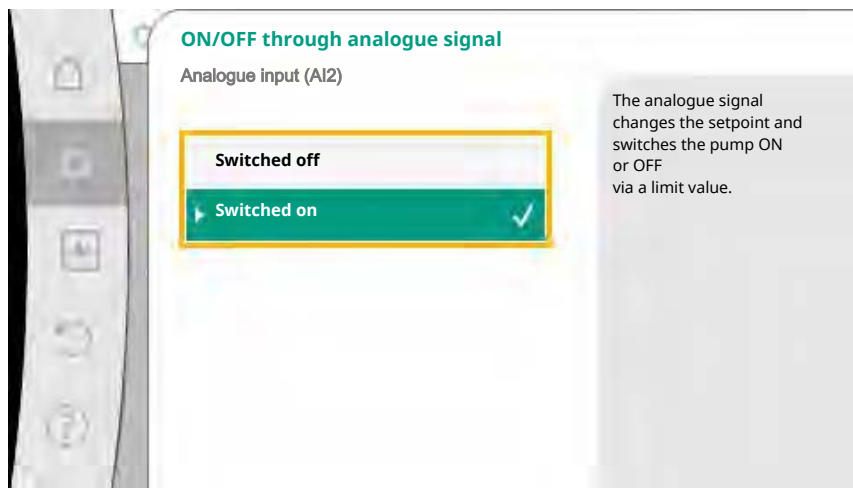 ON/OFF through analogue signal
Analogue input (AI2)
Switched off
Switched on
The analogue signal
changes the setpoint and
switches the pump ON
or OFF
via a limit value.